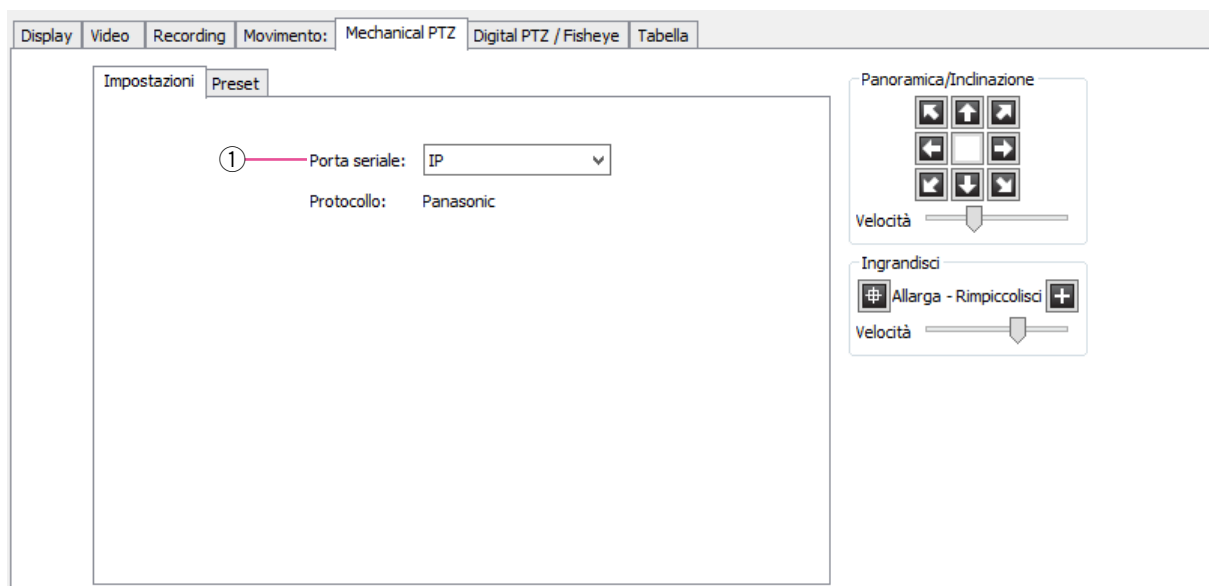 Display Video Recording Movimento: Mechanical PTZ Digital PTZ / Fisheye Tabella
Impostazioni Preset
① Porta seriale: IP
Protocollo: Panasonic
Panoramica/Inclinazione
Velocità
Ingrandisci
Allarga - Rimpiccolisci
Velocità